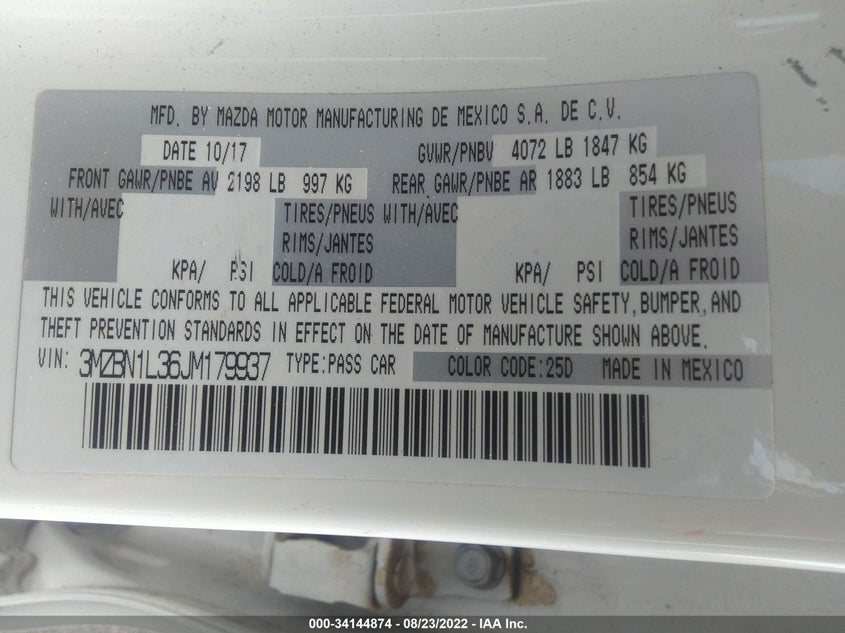 MFD. BY MAZDA MOTOR MANUFACTURING DE MEXICO S.A. DE C.V.
DATE 10/17 GVWR/PNBV 4072 LB 1847 KG
FRONT GAWR/PNBE AV 2198 LB 997 KG REAR GAWR/PNBE AR 1883 LB 854 KG
WITH/AVEC TIRES/PNEUS WITH/AVEC TIRES/PNEUS
RIMS/JANTES RIMS/JANTES
KPA/ PSI COLD/A FROID KPA/ PSI COLD/A FROID
THIS VEHICLE CONFORMS TO ALL APPLICABLE FEDERAL MOTOR VEHICLE SAFETY, BUMPER, AND
THEFT PREVENTION STANDARDS IN EFFECT ON THE DATE OF MANUFACTURE SHOWN ABOVE.
VIN: 3MZBN1L36JM179937 TYPE:PASS CAR COLOR CODE:25D MADE IN MEXICO
000-34144874 - 08/23/2022 - IAA Inc.